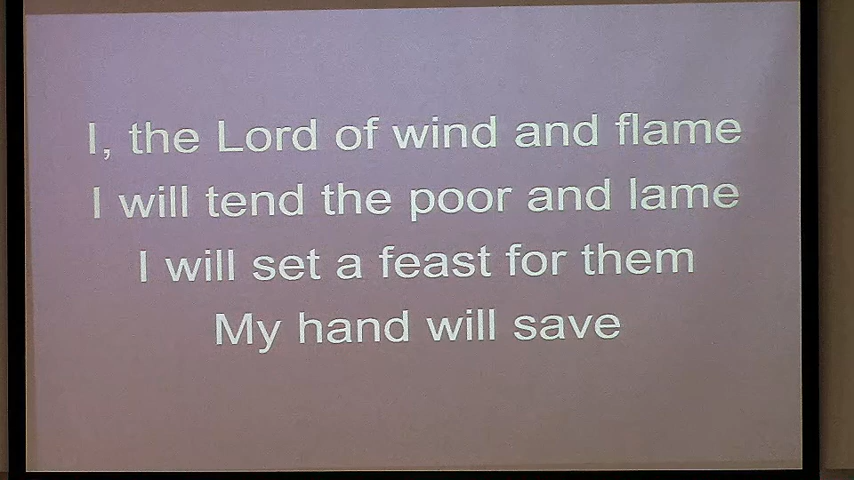 I, the Lord of wind and flame
I will tend the poor and lame
I will set a feast for them
My hand will save